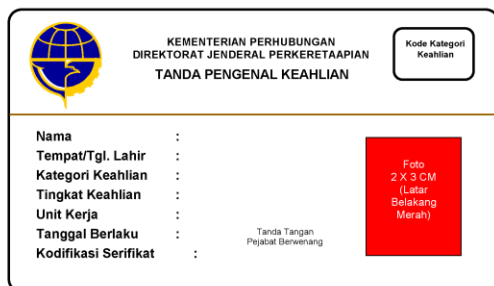 KEMENTERIAN PERHUBUNGAN
DIREKTORAT JENDERAL PERKERETAAPIAN
TANDA PENGENAL KEAHLIAN
Kode Kategori
Keahlian
Nama :
Tempat/Tgl. Lahir :
Kategori Keahlian :
Tingkat Keahlian :
Unit Kerja :
Tanggal Berlaku :
Kodifikasi Serifikat :
Tanda Tangan
Pejabat Berwenang
Foto
2 X 3 CM
(Latar
Belakang
Merah)